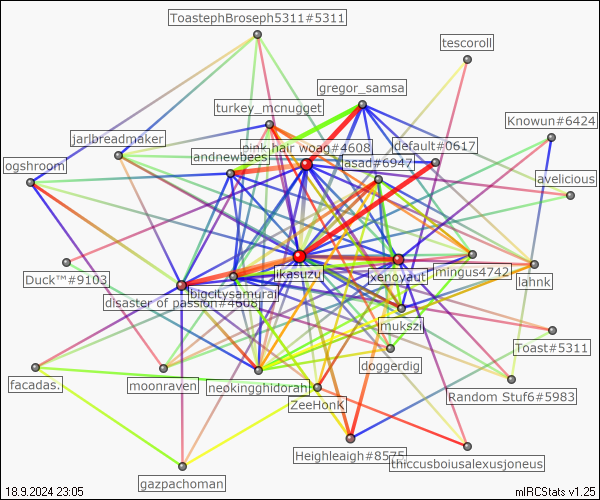 ToastephBroseph5311#5311
tescoroll
gregor_samsa
turkey_mcnugget
Knowun#6424
jarlbreadmaker
pink hair woag#4608
default#0617
andnewbees
asad#6947
ogshroom
avelicious
Duck™#9103
ikasuzu
xenoyaut
mingus4742
lahnk
bigcitysamurai
disaster of passion#4608
mukszil
Toast#5311
doggerdig
facadas.
moonraven
neokingghidorah
Random Stuf6#5983
ZeeHonK
Heighleaigh#8575
thiccusboiusalexusjoneus
gazpachoman
18.9.2024 23:05
mIRCStats v1.25